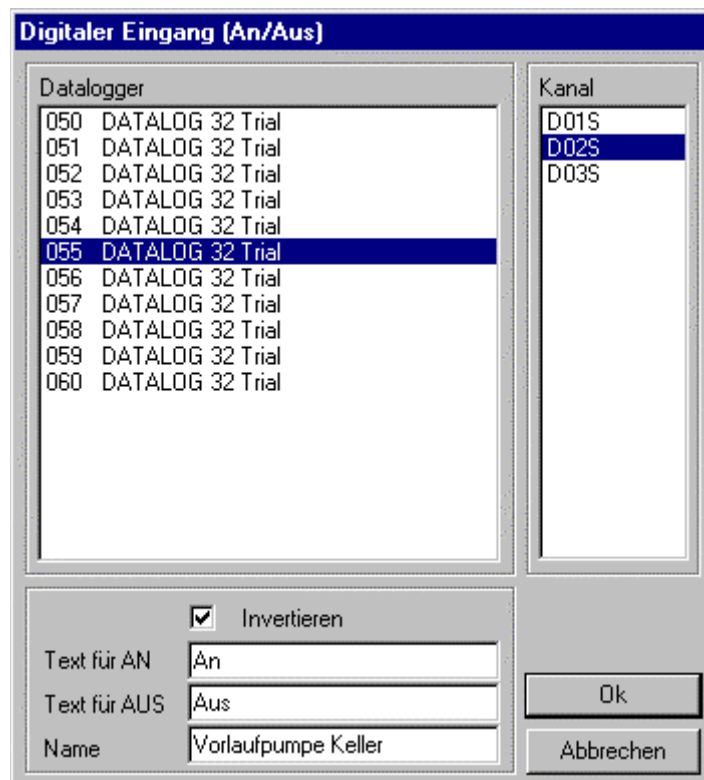 Digitaler Eingang (An/Aus)
Datalogger
050 DATALOG 32 Trial
051 DATALOG 32 Trial
052 DATALOG 32 Trial
053 DATALOG 32 Trial
054 DATALOG 32 Trial
055 DATALOG 32 Trial
056 DATALOG 32 Trial
057 DATALOG 32 Trial
058 DATALOG 32 Trial
059 DATALOG 32 Trial
060 DATALOG 32 Trial
Kanal
D01S
D02S
D03S
Invertieren
Text für AN An
Text für AUS Aus
Name Vorlaufpumpe Keller
Ok
Abbrechen